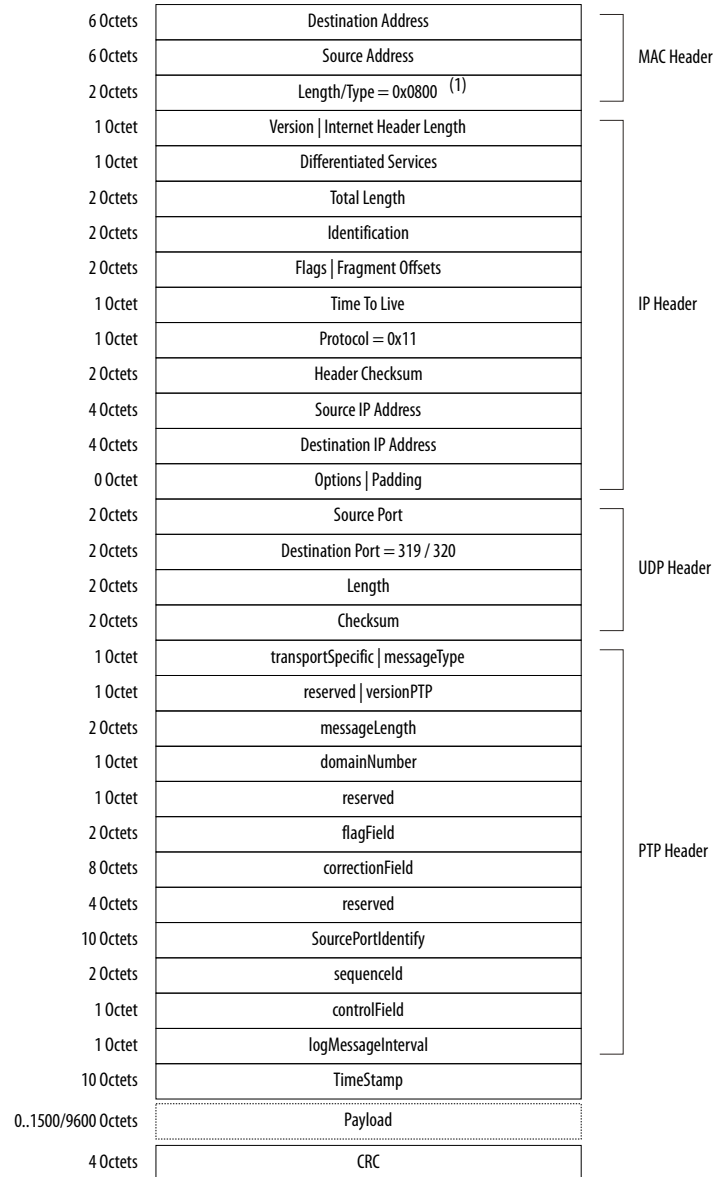 6 Octets Destination Address
6 Octets Source Address MAC Header
2 Octets Length/Type = 0x0800 (1)
1 Octet Version | Internet Header Length
1 Octet Differentiated Services
2 Octets Total Length
2 Octets Identification
2 Octets Flags | Fragment Offsets
1 Octet Time To Live IP Header
1 Octet Protocol = 0x11
2 Octets Header Checksum
4 Octets Source IP Address
4 Octets Destination IP Address
0 Octet Options | Padding
2 Octets Source Port
2 Octets Destination Port = 319 / 320
UDP Header
2 Octets Length
2 Octets Checksum
1 Octet transportSpecific | messageType
1 Octet reserved | versionPTP
2 Octets messageLength
1 Octet domainNumber
1 Octet reserved
2 Octets flagField
PTP Header
8 Octets correctionField
4 Octets reserved
10 Octets SourcePortIdentify
2 Octets sequenceId
1 Octet controlField
1 Octet logMessageInterval
10 Octets TimeStamp
0..1500/9600 Octets Payload
4 Octets CRC